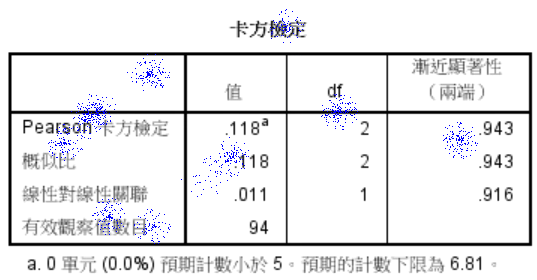 卡方檢定
值 df 漸近顯著性（兩端）
Pearson 卡方檢定 .118a 2 .943
概似比 .118 2 .943
線性對線性關聯 .011 1 .916
有效觀察值數目 94
a. 0 單元 (0.0%) 預期計數小於 5。預期的計數下限為 6.81。